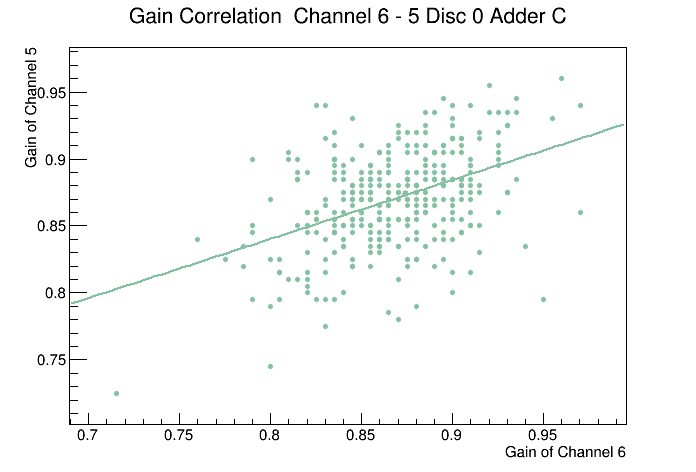 Gain Correlation  Channel 6 - 5 Disc 0 Adder C
Gain of Channel 5
0.95
0.9
0.85
0.8
0.75
0.7 0.75 0.8 0.85 0.9 0.95
Gain of Channel 6